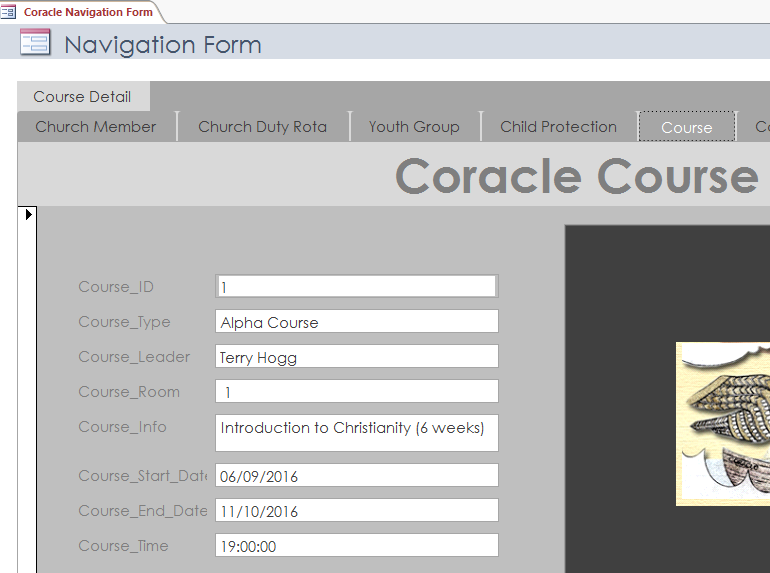 Coracle Navigation Form
Navigation Form
Course Detail
Church Member Church Duty Rota Youth Group Child Protection Course
Coracle Course
Course_ID 1
Course_Type Alpha Course
Course_Leader Terry Hogg
Course_Room 1
Course_Info Introduction to Christianity (6 weeks)
Course_Start_Date 06/09/2016
Course_End_Date 11/10/2016
Course_Time 19:00:00